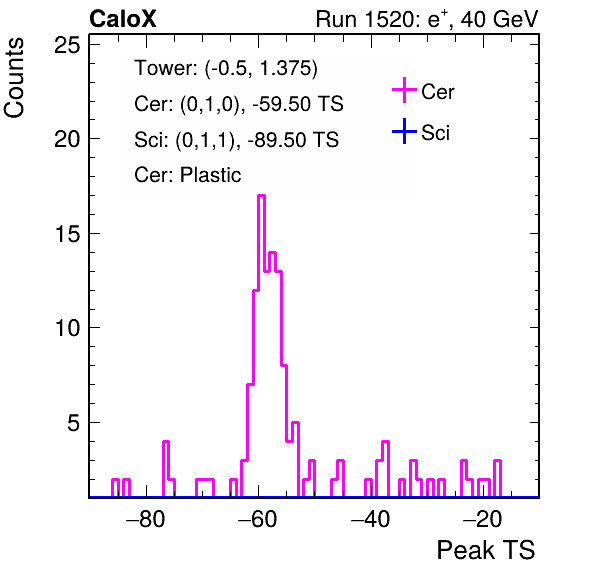 CaloX Run 1520: e⁺, 40 GeV
Counts
25
20
15
10
5
Tower: (-0.5, 1.375)
Cer: (0,1,0), -59.50 TS
Sci: (0,1,1), -89.50 TS
Cer: Plastic
Cer
Sci
−80 −60 −40 −20
Peak TS